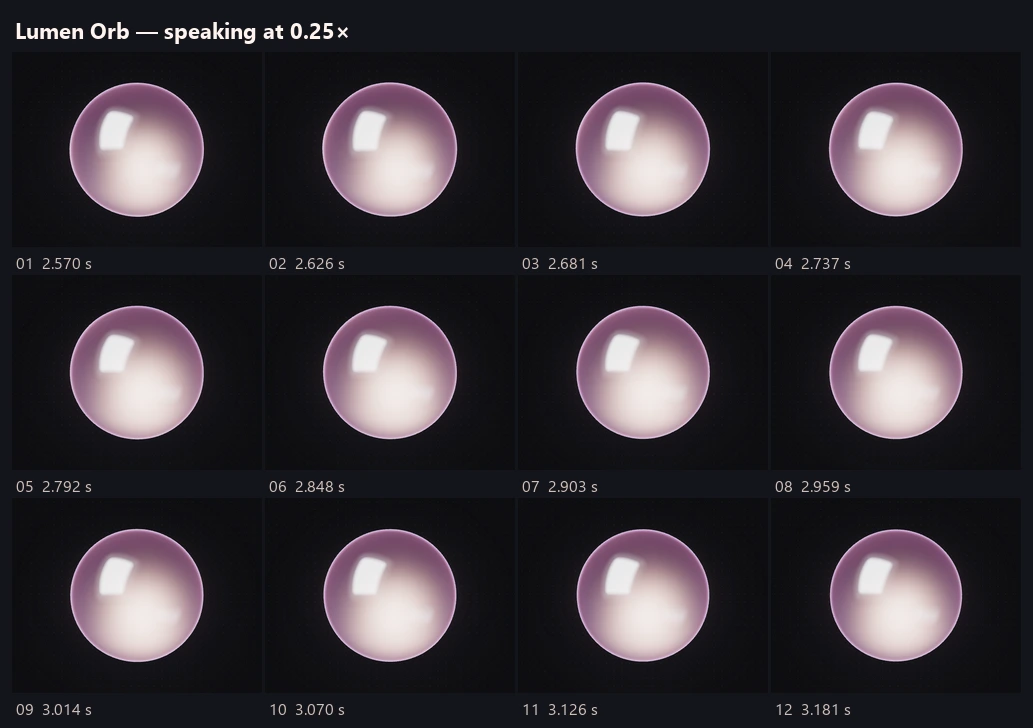 Lumen Orb — speaking at 0.25×
01 2.570 s
02 2.626 s
03 2.681 s
04 2.737 s
05 2.792 s
06 2.848 s
07 2.903 s
08 2.959 s
09 3.014 s
10 3.070 s
11 3.126 s
12 3.181 s